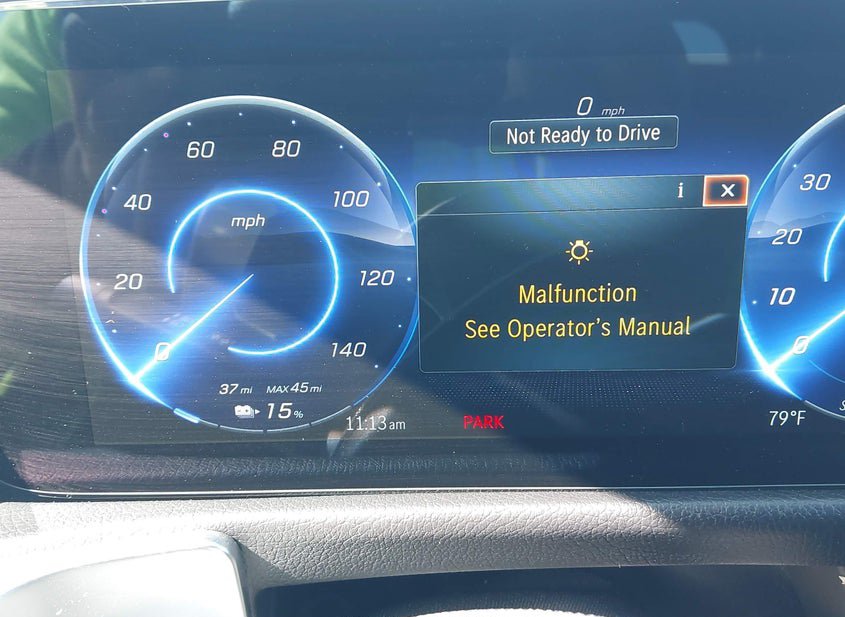 0 mph
Not Ready to Drive
60 80
40 100
mph
20 120
0 140
37 mi MAX 45 mi
15 %
11:13 am
i X
Malfunction
See Operator's Manual
PARK
30
20
10
0
79°F